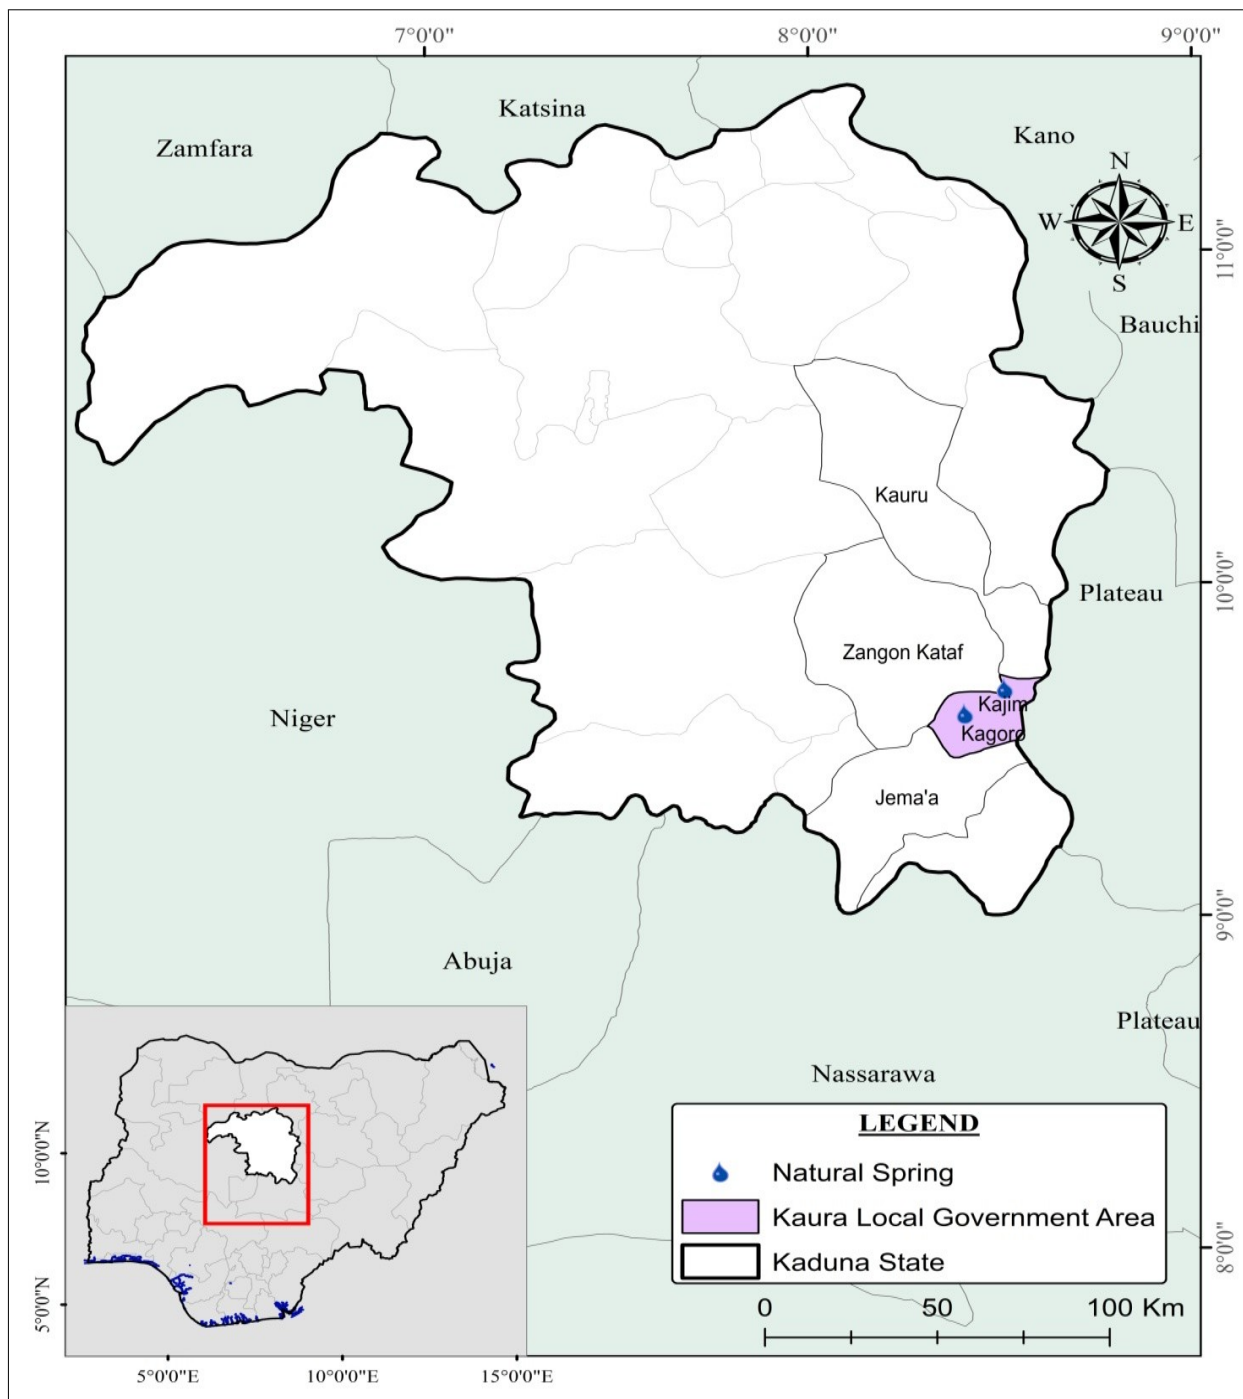 7°0'0"
8°0'0"
9°0'0"
Katsina
Kano
Zamfara
N
W
E
S
11°0'0"
Bauchi
Kauru
10°0'0"
Plateau
Zangon Kataf
Kajim
Niger
Kagoro
Jema'a
9°0'0"
Abuja
Plateau
Nassarawa
LEGEND
Natural Spring
Kaura Local Government Area
Kaduna State
8°0'0"
0 50 100 Km
10°0'0"N
5°0'0"N
5°0'0"E
10°0'0"E
15°0'0"E